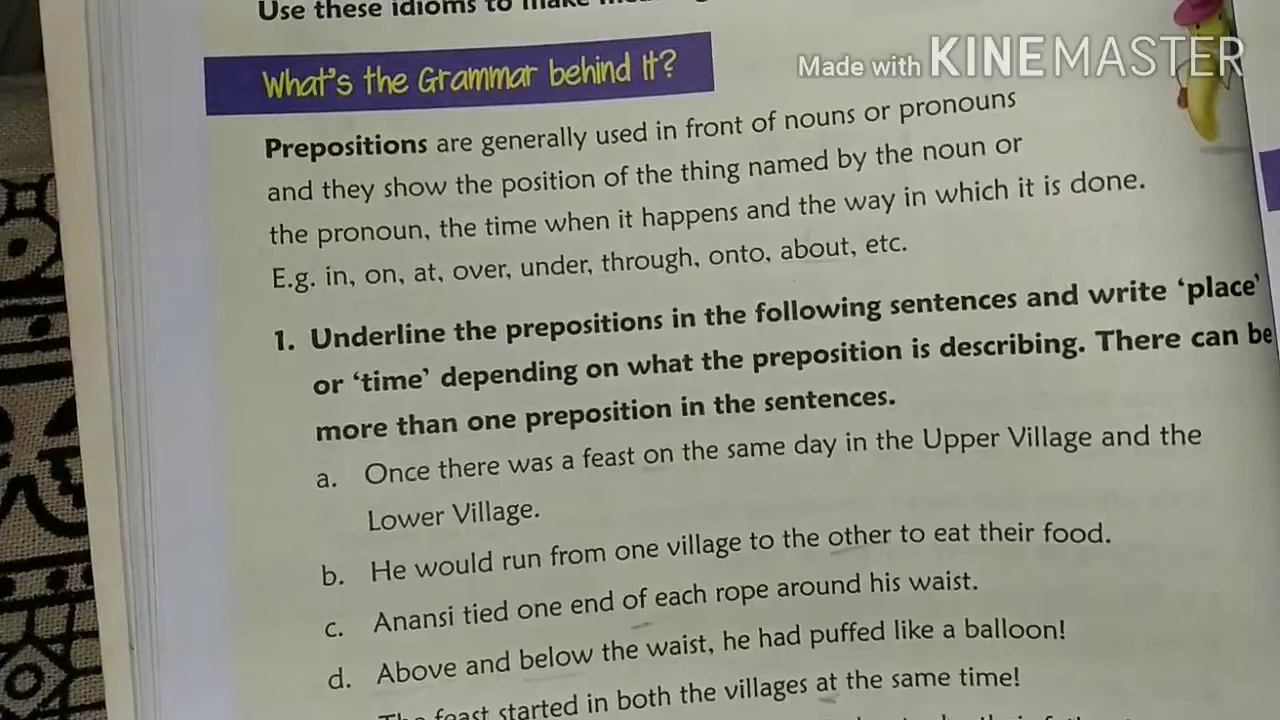 Use these idioms to make
What's the Grammar behind It?
Made with KINEMASTER
Prepositions are generally used in front of nouns or pronouns
and they show the position of the thing named by the noun or
the pronoun, the time when it happens and the way in which it is done.
E.g. in, on, at, over, under, through, onto, about, etc.
1. Underline the prepositions in the following sentences and write ‘place’
or ‘time’ depending on what the preposition is describing. There can be
more than one preposition in the sentences.
a. Once there was a feast on the same day in the Upper Village and the
Lower Village.
b. He would run from one village to the other to eat their food.
c. Anansi tied one end of each rope around his waist.
d. Above and below the waist, he had puffed like a balloon!
The feast started in both the villages at the same time!